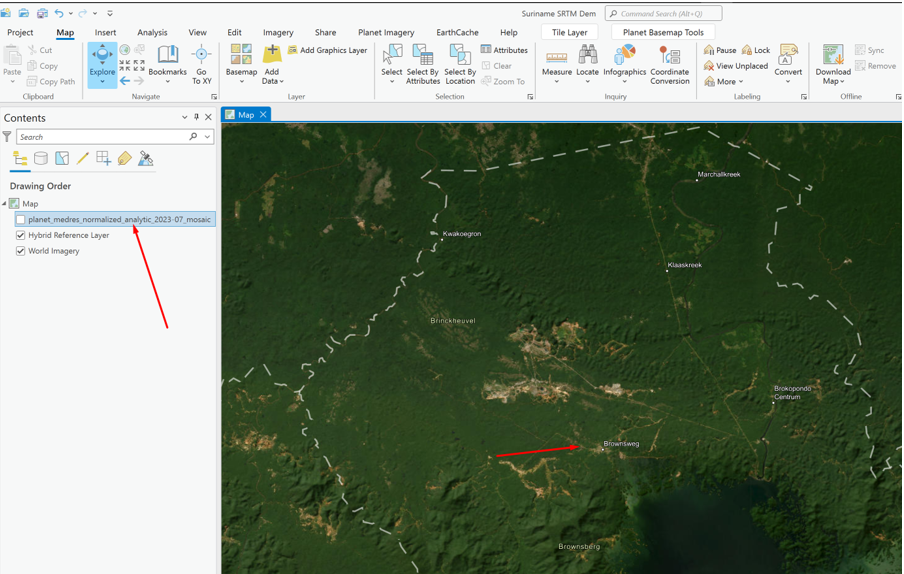 Suriname SRTM Dem
Command Search (Alt+Q)
Project Map Insert Analysis View Edit Imagery Share Planet Imagery EarthCache Help Tile Layer Planet Basemap Tools
Paste
Cut
Copy
Copy Path
Clipboard
Explore
Bookmarks
Go
To XY
Navigate
Basemap
Add
Data
Add Graphics Layer
Layer
Select
Select By
Attributes
Select By
Location
Attributes
Clear
Zoom To
Selection
Measure
Locate
Infographics
Coordinate
Conversion
Inquiry
Pause
Lock
View Unplaced
More
Convert
Labeling
Download
Map
Sync
Remove
Offline
Contents
Search
Drawing Order
Map
planet_medres_normalized_analytic_2023-07_mosaic
Hybrid Reference Layer
World Imagery
Map
Marchallkreek
Kwakoegron
Klaaskreek
Brinckheuvel
Brokopondo
Centrum
Brownsweg
Brownsberg